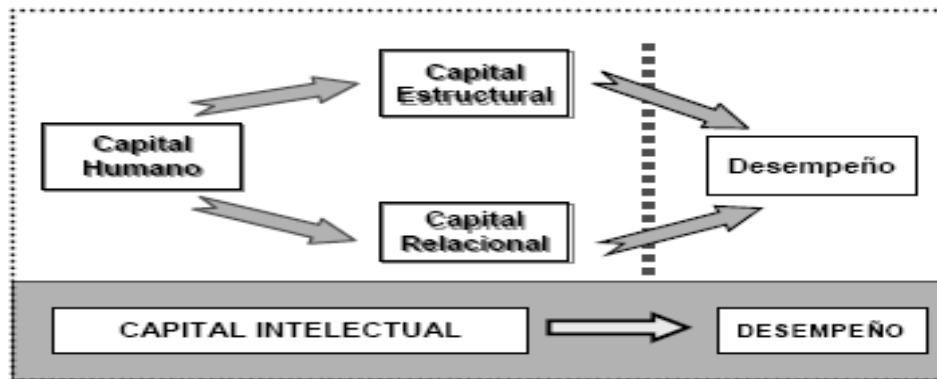 Capital
Estructural
Capital
Humano
Desempeño
Capital
Relacional
CAPITAL INTELECTUAL
DESEMPEÑO